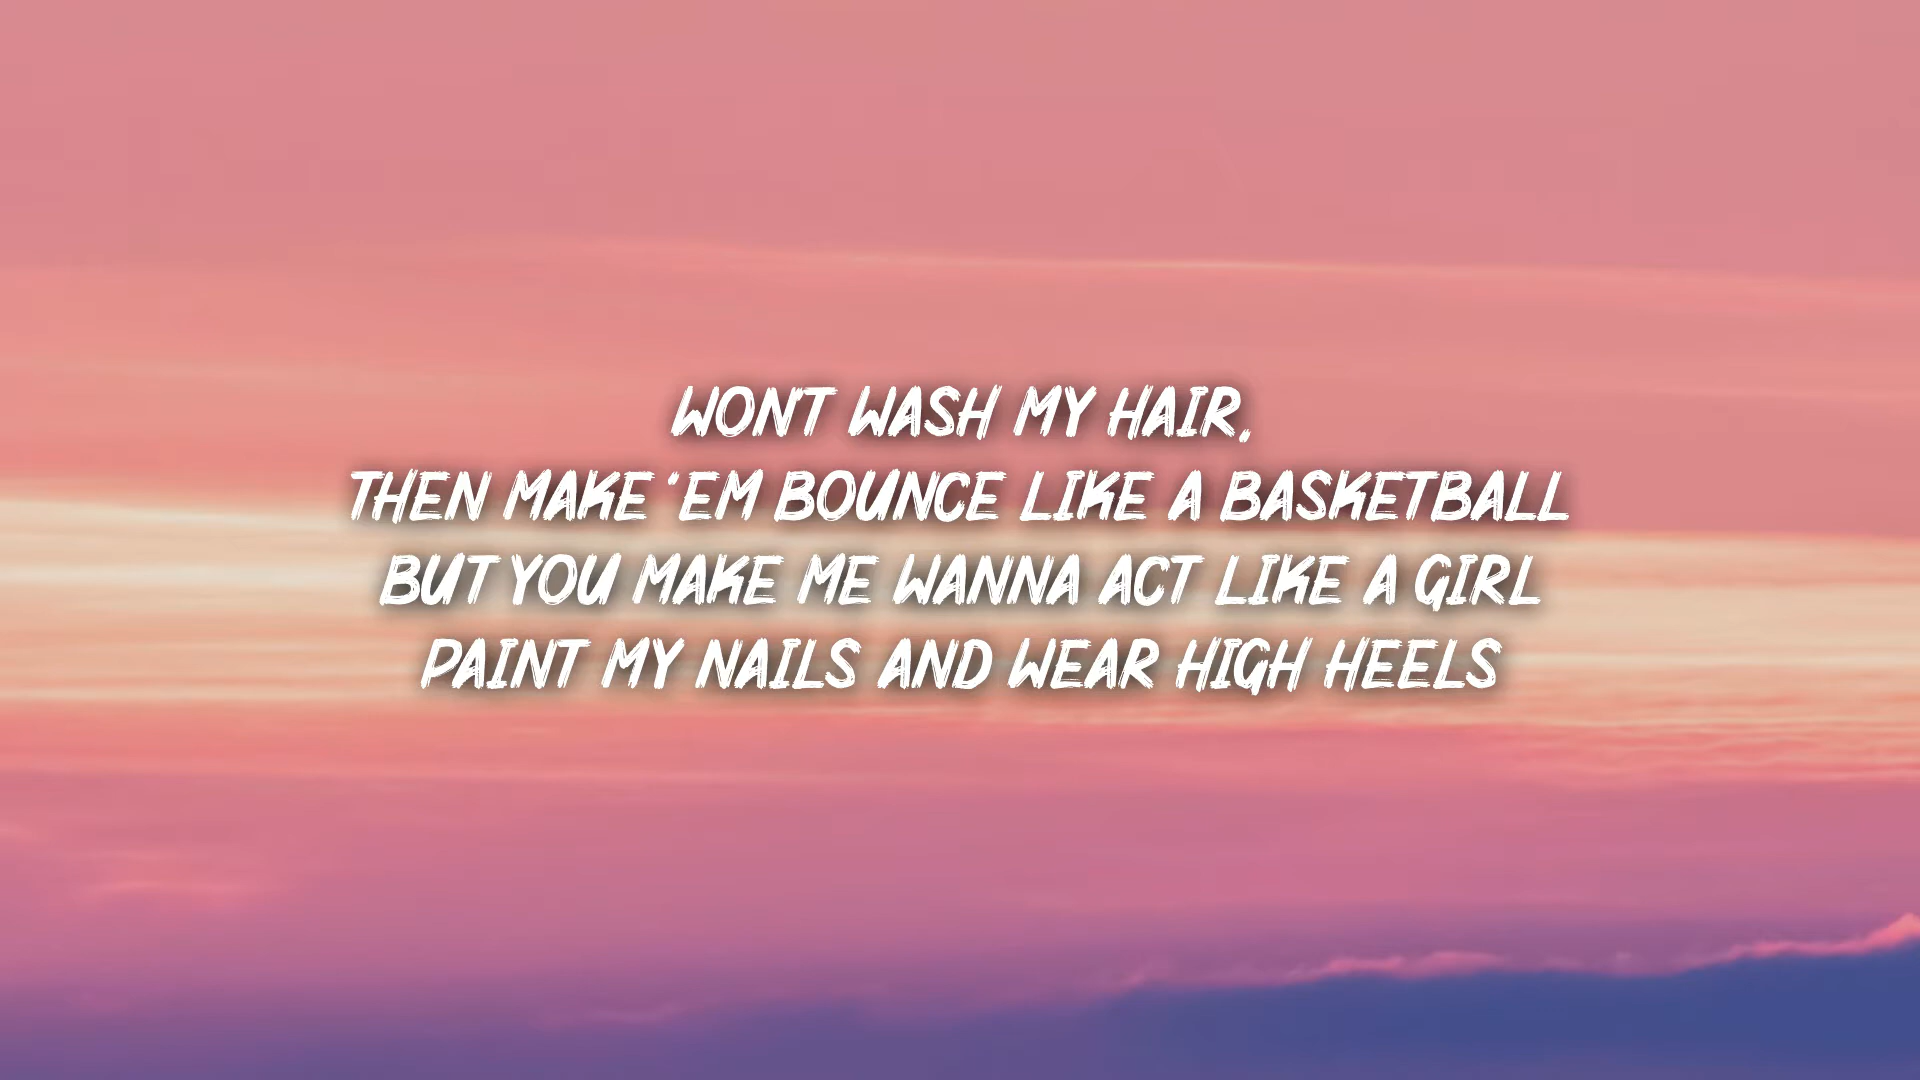 WON'T WASH MY HAIR,
THEN MAKE 'EM BOUNCE LIKE A BASKETBALL
BUT YOU MAKE ME WANNA ACT LIKE A GIRL
PAINT MY NAILS AND WEAR HIGH HEELS